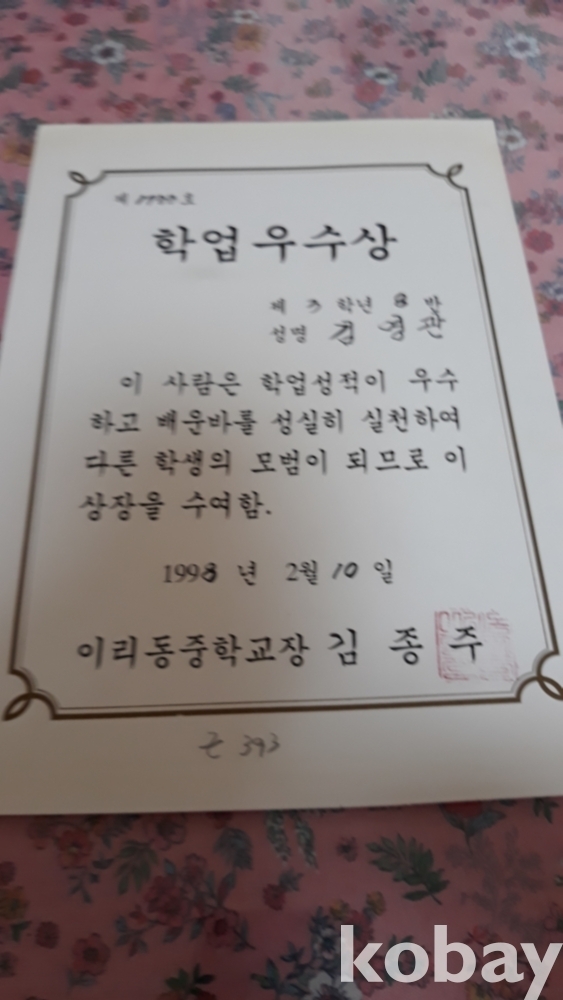 학업우수상
제 3 학년 8 반
성명 김 경 관
이 사람은 학업성적이 우수
하고 배운바를 성실히 실천하여
다른 학생의 모범이 되므로 이
상장을 수여함.
1998 년 2월 10 일
이리동중학교장 김 종 주
393
kobay